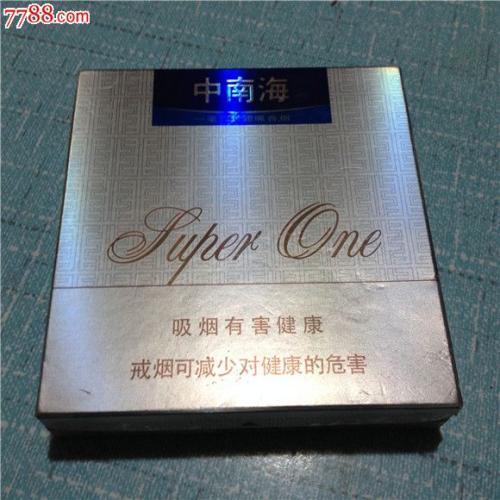 7788.com
中南海
Super One
吸烟有害健康
戒烟可减少对健康的危害